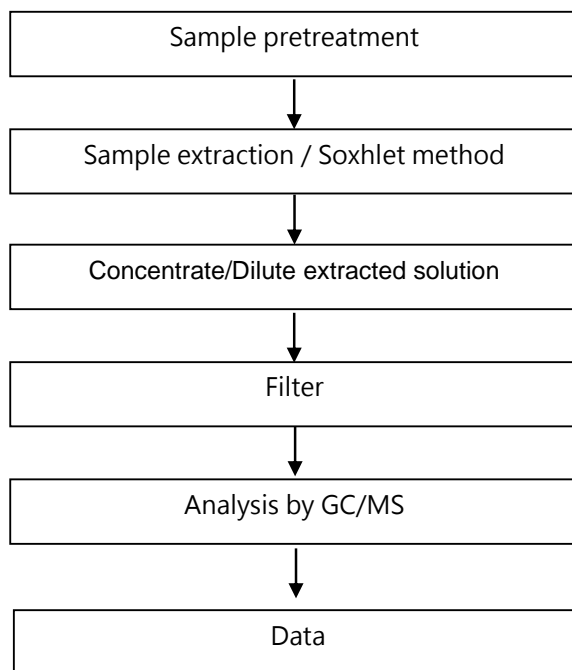 Sample pretreatment
Sample extraction / Soxhlet method
Concentrate/Dilute extracted solution
Filter
Analysis by GC/MS
Data